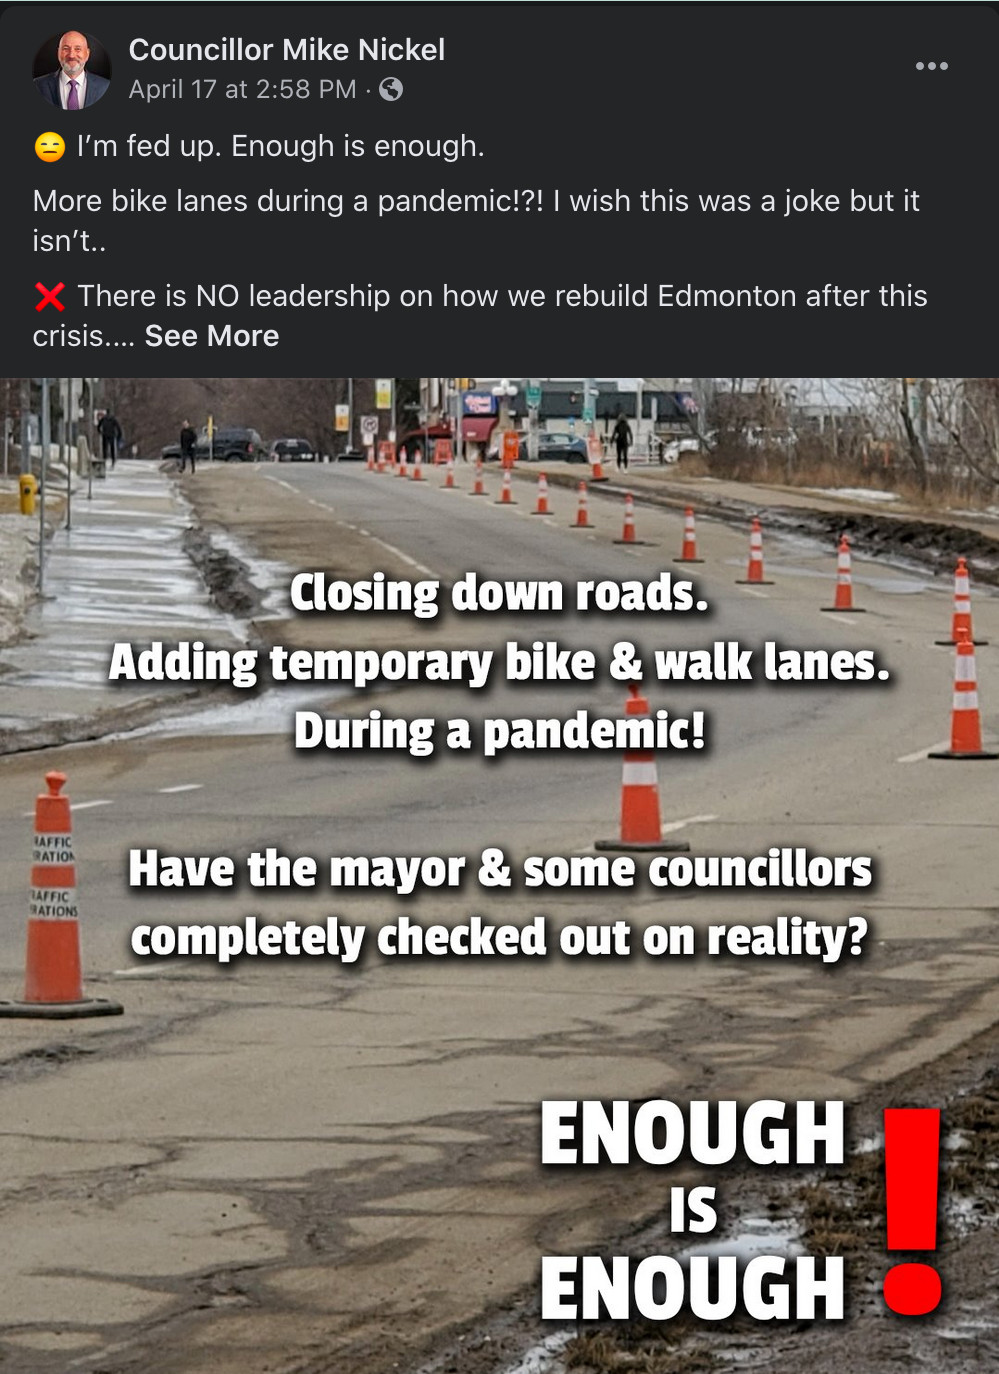 Councillor Mike Nickel
April 17 at 2:58 PM ·
😑 I'm fed up. Enough is enough.
More bike lanes during a pandemic!?! I wish this was a joke but it
isn't..
❌ There is NO leadership on how we rebuild Edmonton after this
crisis.... See More
Closing down roads.
Adding temporary bike & walk lanes.
During a pandemic!
RAFFIC
RATION
RAFFIC
RATIONS
Have the mayor & some councillors
completely checked out on reality?
ENOUGH
IS
ENOUGH!